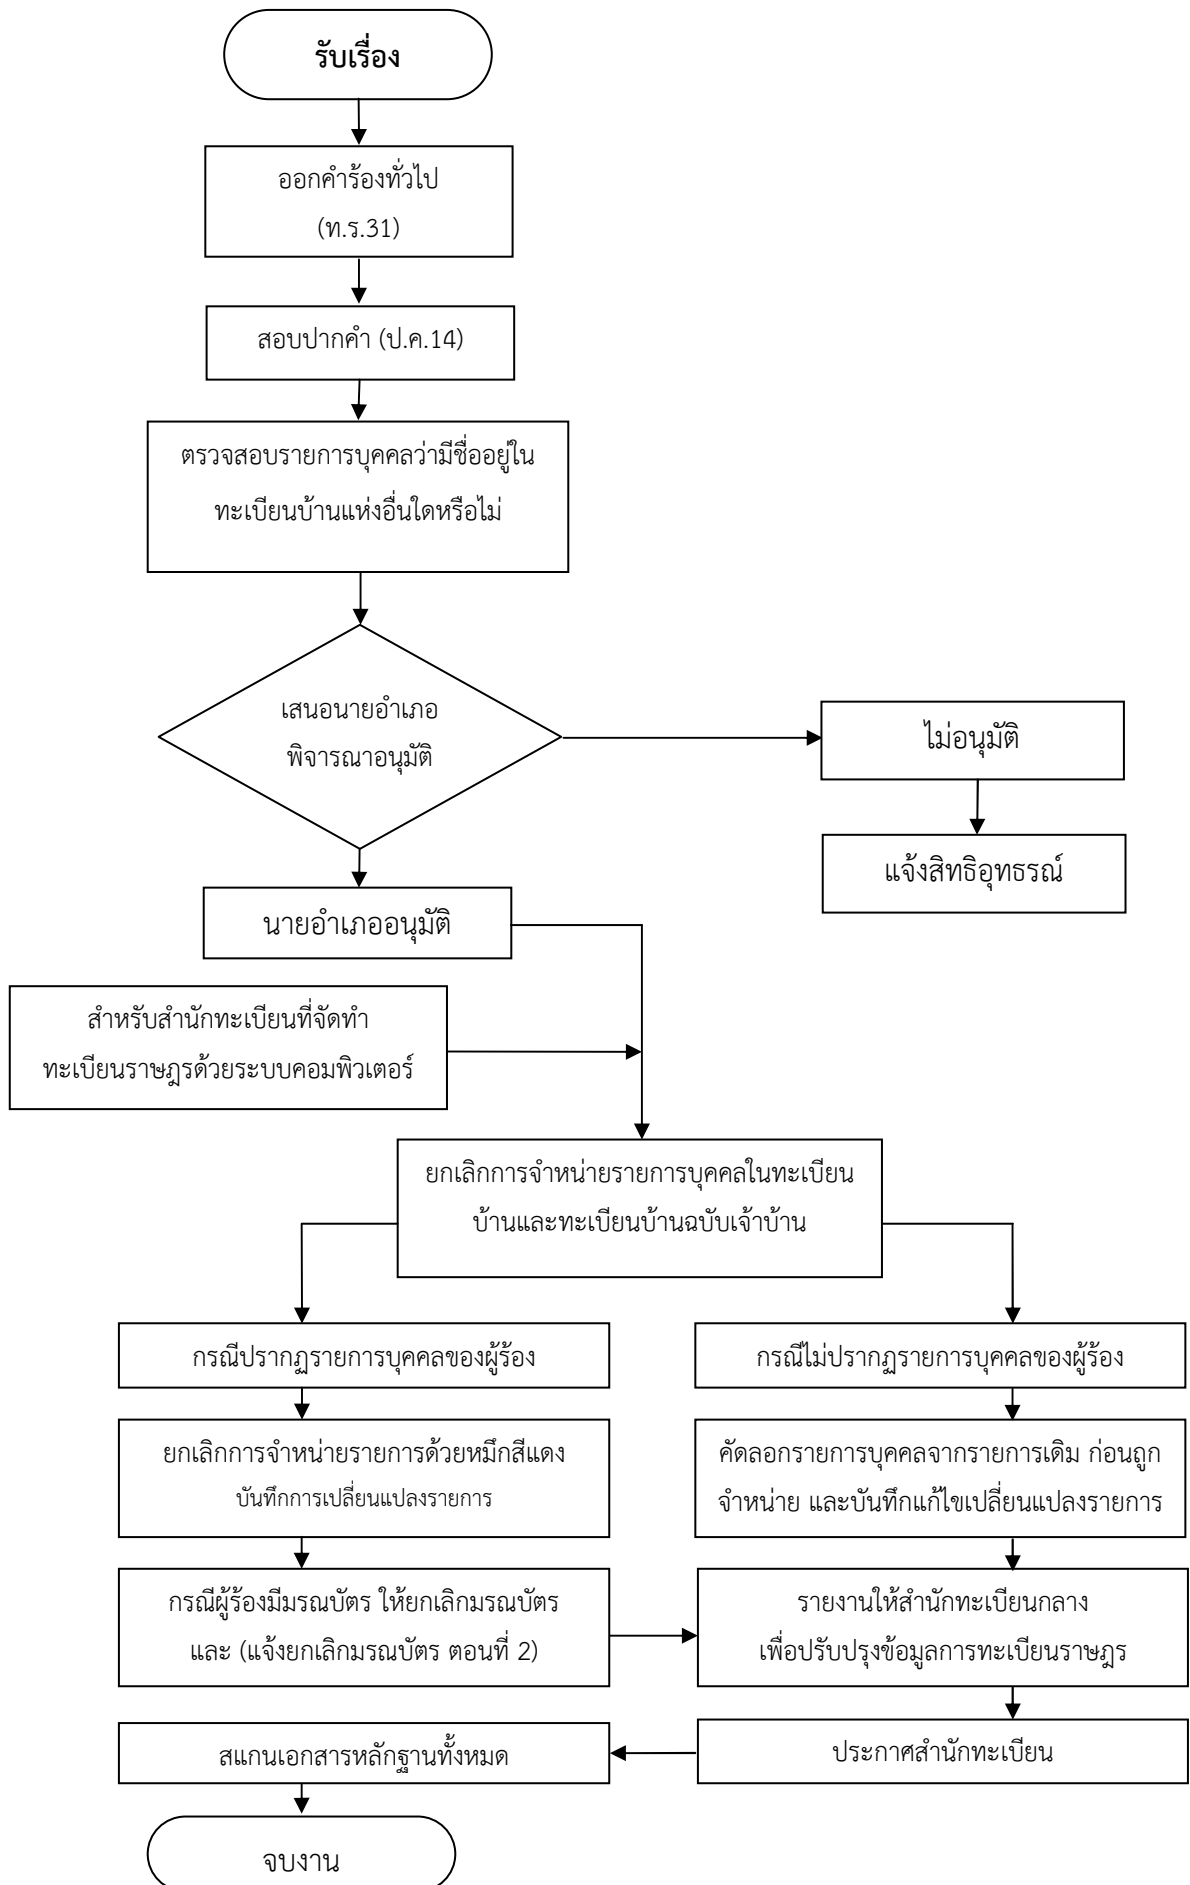 รับเรื่อง
ออกคำร้องทั่วไป
(ท.ร.31)
สอบปากคำ (ป.ค.14)
ตรวจสอบรายการบุคคลว่ามีชื่ออยู่ใน
ทะเบียนบ้านแห่งอื่นใดหรือไม่
เสนอนายอำเภอ
พิจารณาอนุมัติ
ไม่อนุมัติ
แจ้งสิทธิอุทธรณ์
นายอำเภออนุมัติ
สำหรับสำนักทะเบียนที่จัดทำ
ทะเบียนราษฎรด้วยระบบคอมพิวเตอร์
ยกเลิกการจำหน่ายรายการบุคคลในทะเบียน
บ้านและทะเบียนบ้านฉบับเจ้าบ้าน
กรณีปรากฏรายการบุคคลของผู้ร้อง
กรณีไม่ปรากฏรายการบุคคลของผู้ร้อง
ยกเลิกการจำหน่ายรายการด้วยหมึกสีแดง
บันทึกการเปลี่ยนแปลงรายการ
คัดลอกรายการบุคคลจากรายการเดิม ก่อนถูก
จำหน่าย และบันทึกแก้ไขเปลี่ยนแปลงรายการ
กรณีผู้ร้องมีมรณบัตร ให้ยกเลิกมรณบัตร
และ (แจ้งยกเลิกมรณบัตร ตอนที่ 2)
รายงานให้สำนักทะเบียนกลาง
เพื่อปรับปรุงข้อมูลการทะเบียนราษฎร
สแกนเอกสารหลักฐานทั้งหมด
ประกาศสำนักทะเบียน
จบงาน